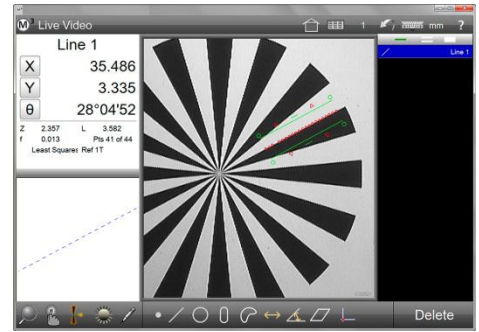 M³ Live Video
1
mm
?
Line 1
X 35.486
Y 3.335
θ 28°04'52
Z 2.357 L 3.582
f 0.013 Pts 41 of 44
Least Squares Ref 1T
Line 1
Delete